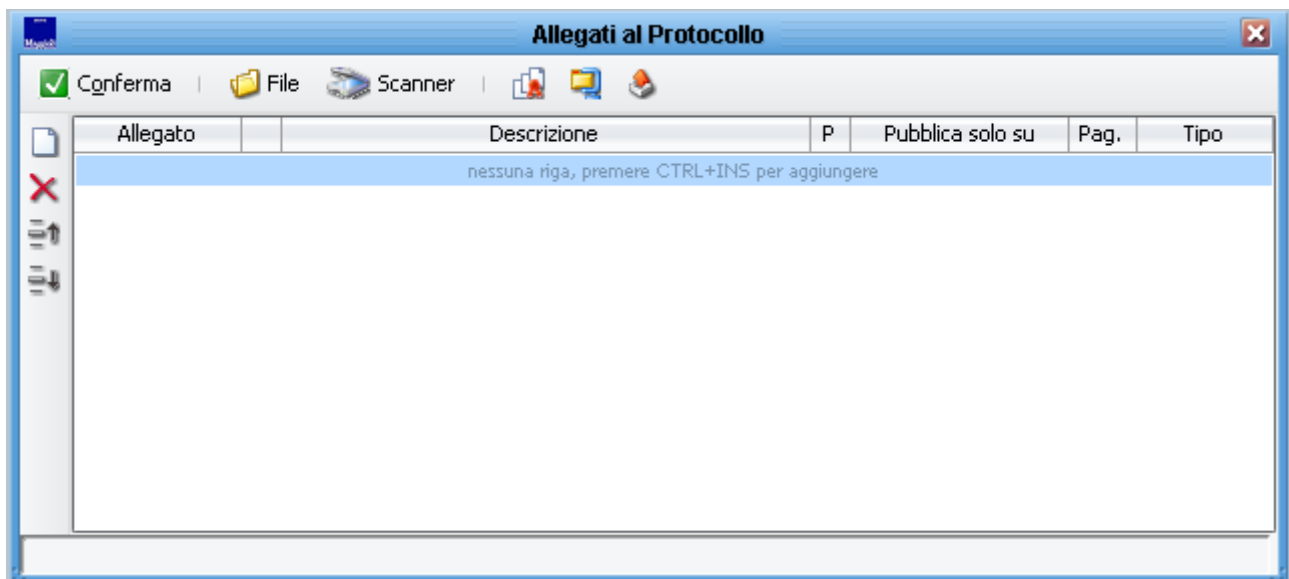 Allegati al Protocollo
Maggioli
Conferma File Scanner
Allegato Descrizione P Pubblica solo su Pag. Tipo
nessuna riga, premere CTRL+INS per aggiungere